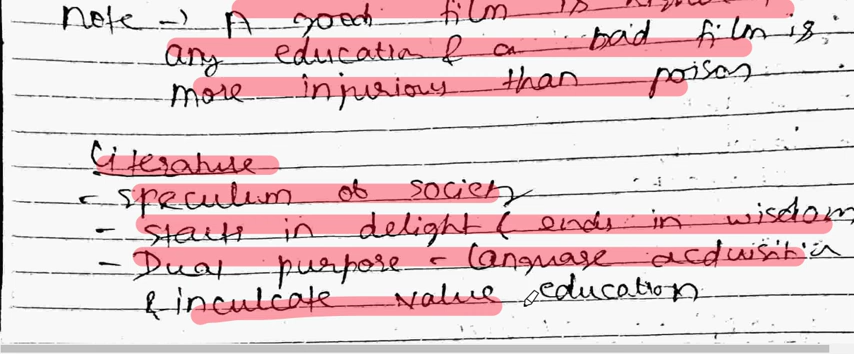 Note → A good film is
any education & a bad film is
more injurious than poison
Literature
- speculum of society
- starts in delight & ends in wisdom
- Dual purpose - Language acquisition
& inculcate value education